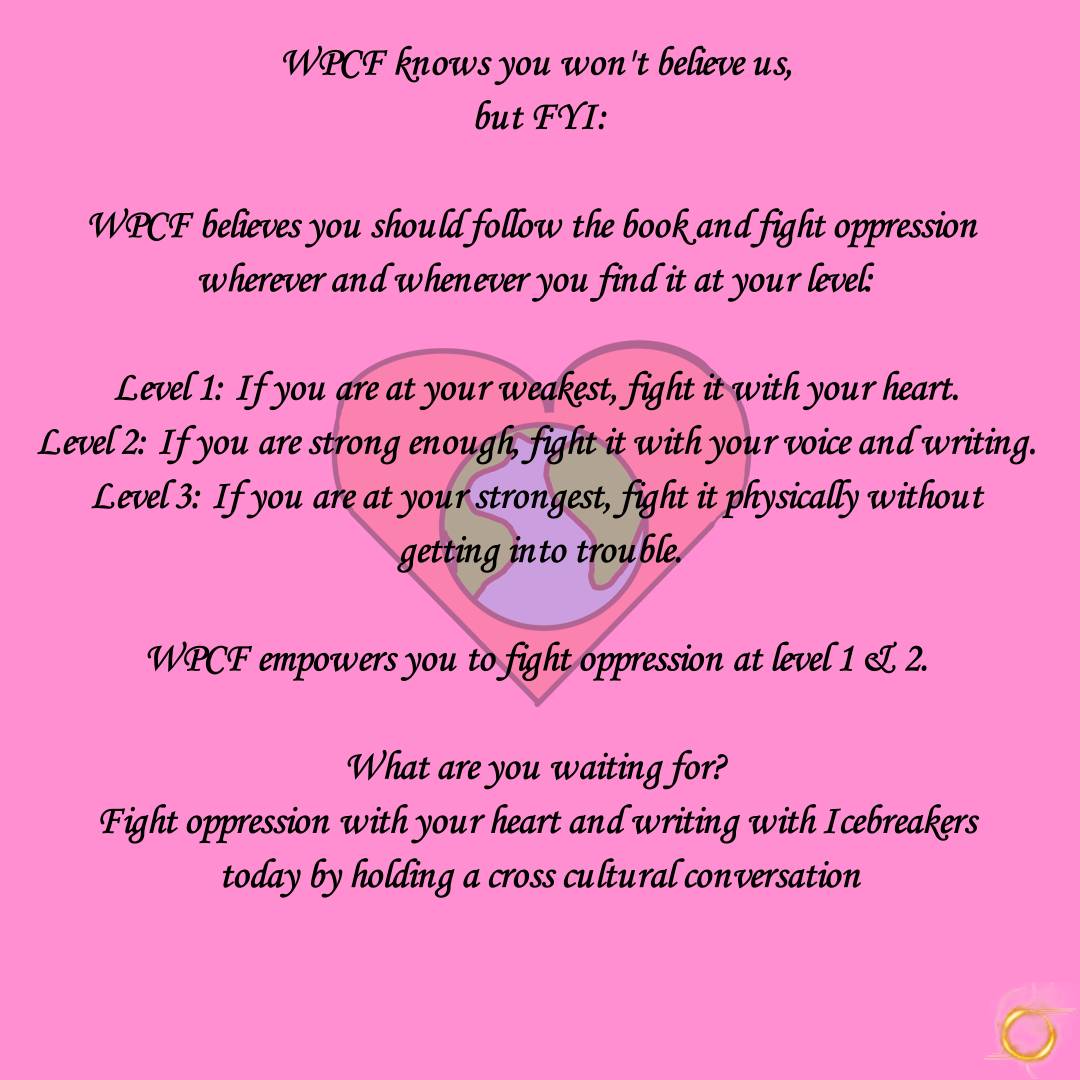 WPCF knows you won't believe us,
but FYI:
WPCF believes you should follow the book and fight oppression
wherever and whenever you find it at your level:
Level 1: If you are at your weakest, fight it with your heart.
Level 2: If you are strong enough, fight it with your voice and writing.
Level 3: If you are at your strongest, fight it physically without
getting into trouble.
WPCF empowers you to fight oppression at level 1 & 2.
What are you waiting for?
Fight oppression with your heart and writing with Icebreakers
today by holding a cross cultural conversation